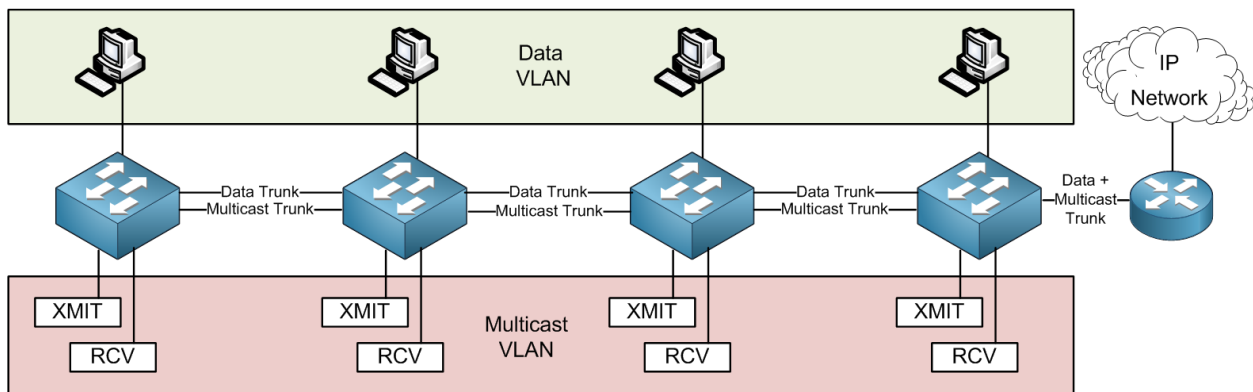 Data
VLAN
IP
Network
Data Trunk
Multicast Trunk
Data Trunk
Multicast Trunk
Data Trunk
Multicast Trunk
Data +
Multicast
Trunk
XMIT
RCV
XMIT
RCV
Multicast
VLAN
XMIT
RCV
XMIT
RCV